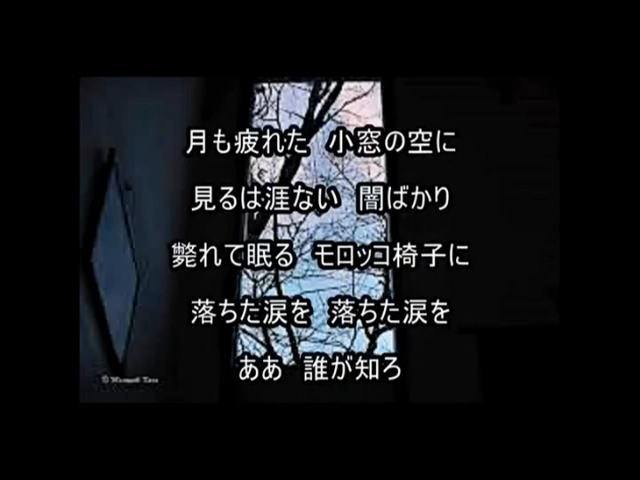 月も疲れた　小窓の空に
見るは涯ない　闇ばかり
斃れて眠る　モロッコ椅子に
落ちた涙を　落ちた涙を
ああ　誰が知ろ